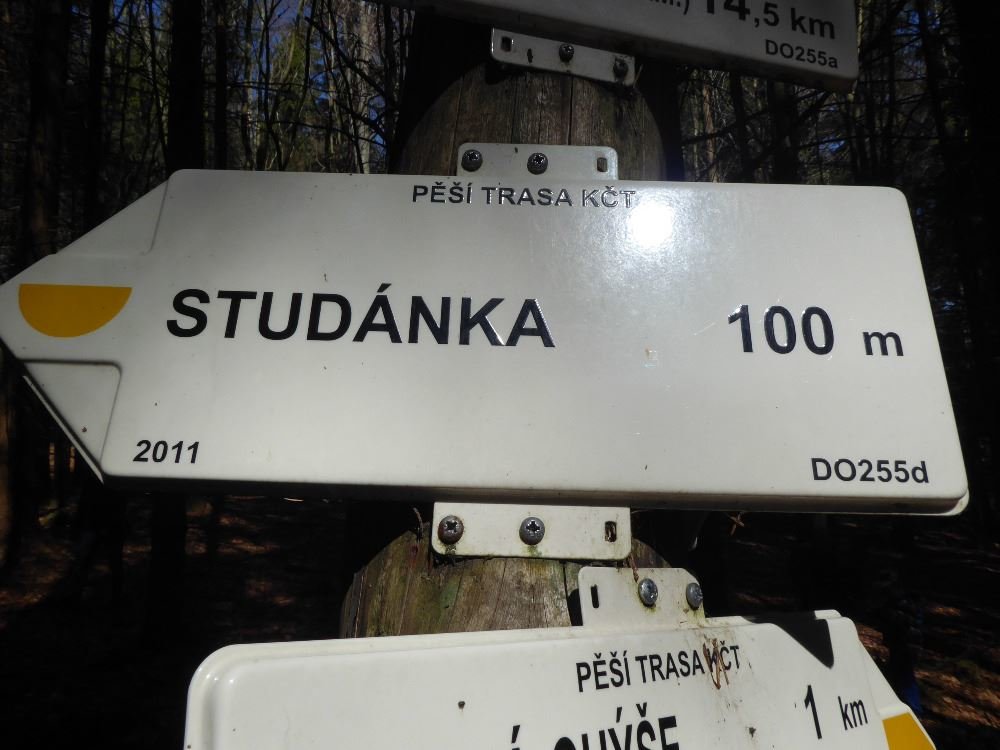 14,5 km
DO255a
PĚŠÍ TRASA KČT
STUDÁNKA 100 m
2011 DO255d
PĚŠÍ TRASA KČT
1 km